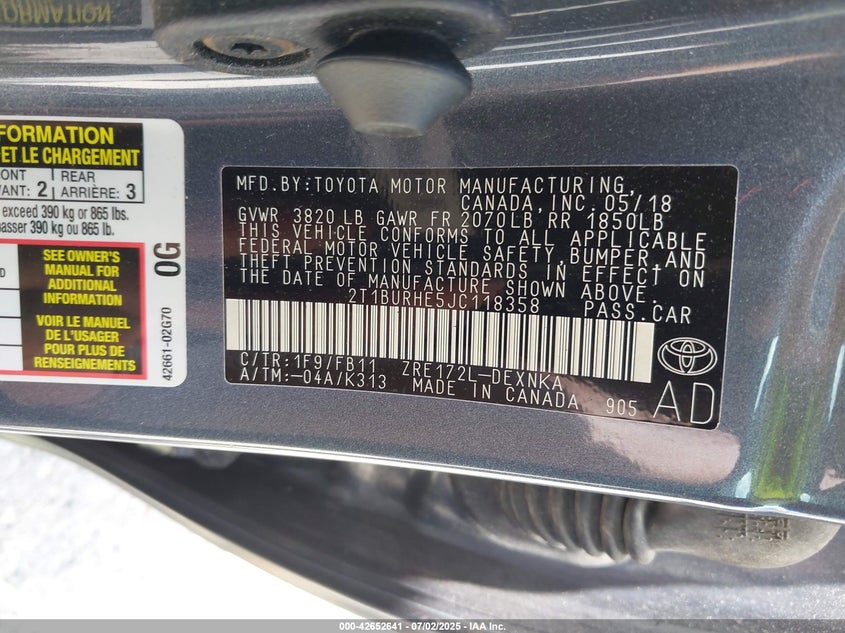 FORMATION
ET LE CHARGEMENT
ONT
VANT: 2
REAR
ARRIÈRE: 3
exceed 390 kg or 865 lbs.
passer 390 kg ou 865 lb.
SEE OWNER'S
MANUAL FOR
ADDITIONAL
INFORMATION
VOIR LE MANUEL
DE L'USAGER
POUR PLUS DE
RENSEIGNEMENTS
0G
42661-02G70
MFD.BY:TOYOTA MOTOR MANUFACTURING,
CANADA,INC.05/18
GVWR 3820LB GAWR FR 2070LB RR 1850LB
THIS VEHICLE CONFORMS TO ALL APPLICABLE
FEDERAL MOTOR VEHICLE SAFETY,BUMPER,AND
THEFT PREVENTION STANDARDS IN EFFECT ON
THE DATE OF MANUFACTURE SHOWN ABOVE.
2T1BURHE5JC118358 PASS.CAR
C/TR:1F9/FB11 ZRE172L-DEXNKA
A/TM:-04A/K313 MADE IN CANADA 905
AD
000-42652641 - 07/02/2025 - IAA Inc.